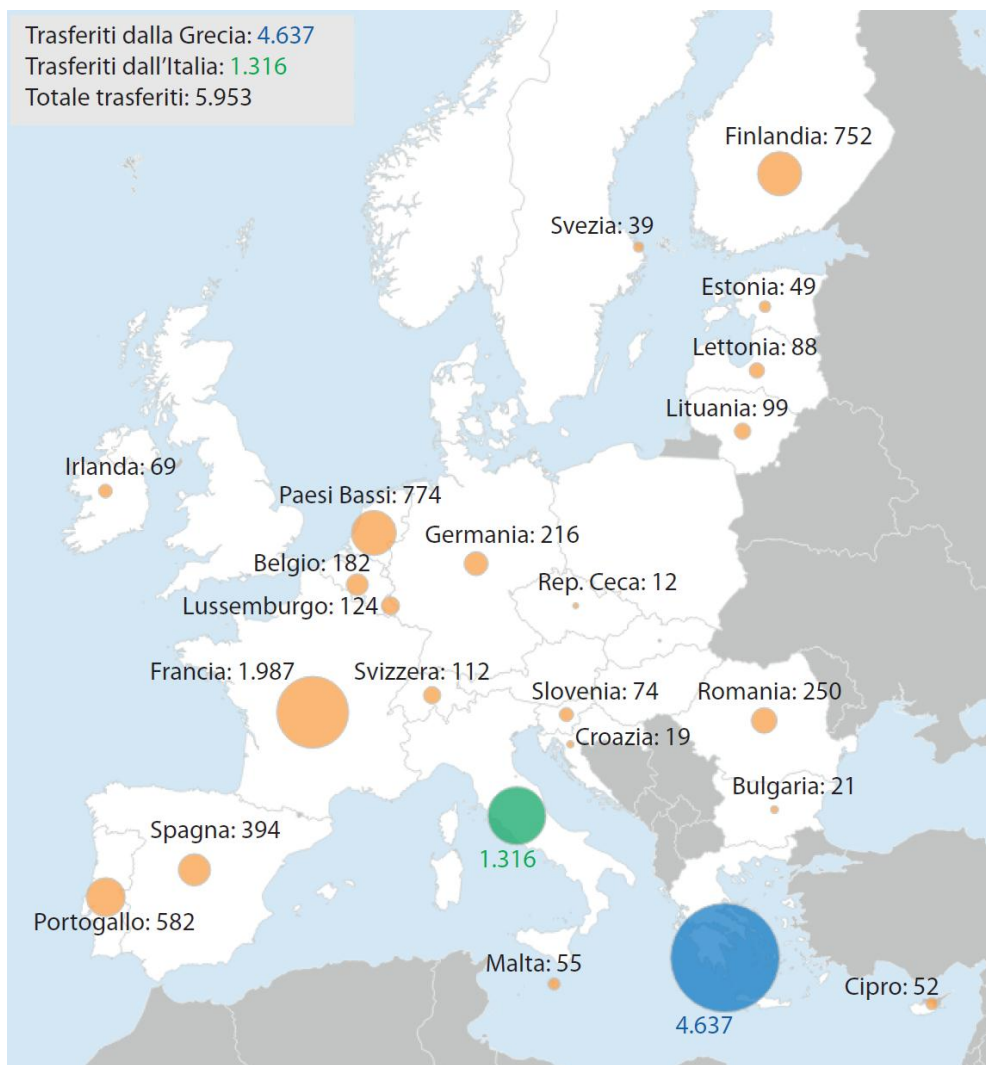 Trasferiti dalla Grecia: 4.637
Trasferiti dall'Italia: 1.316
Totale trasferiti: 5.953
Finlandia: 752
Svezia: 39
Estonia: 49
Lettonia: 88
Lituania: 99
Irlanda: 69
Paesi Bassi: 774
Germania: 216
Belgio: 182
Rep. Ceca: 12
Lussemburgo: 124
Francia: 1.987
Svizzera: 112
Slovenia: 74
Romania: 250
Croazia: 19
Bulgaria: 21
Spagna: 394
1.316
Portogallo: 582
Malta: 55
Cipro: 52
4.637